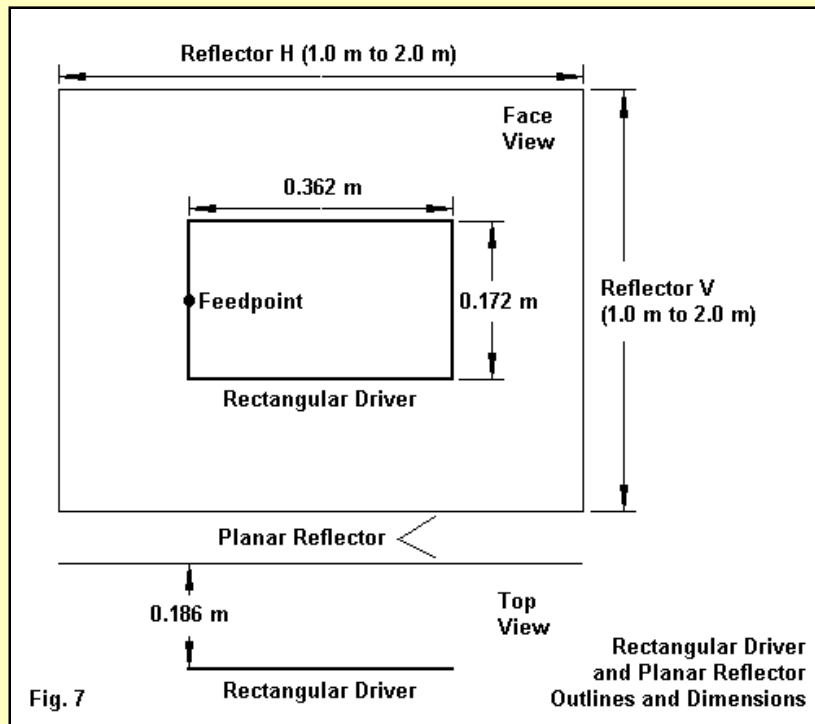 Reflector H (1.0 m to 2.0 m)
Face
View
0.362 m
Feedpoint
0.172 m
Reflector V
(1.0 m to 2.0 m)
Rectangular Driver
Planar Reflector
0.186 m
Top
View
Rectangular Driver
Rectangular Driver
and Planar Reflector
Outlines and Dimensions
Fig. 7